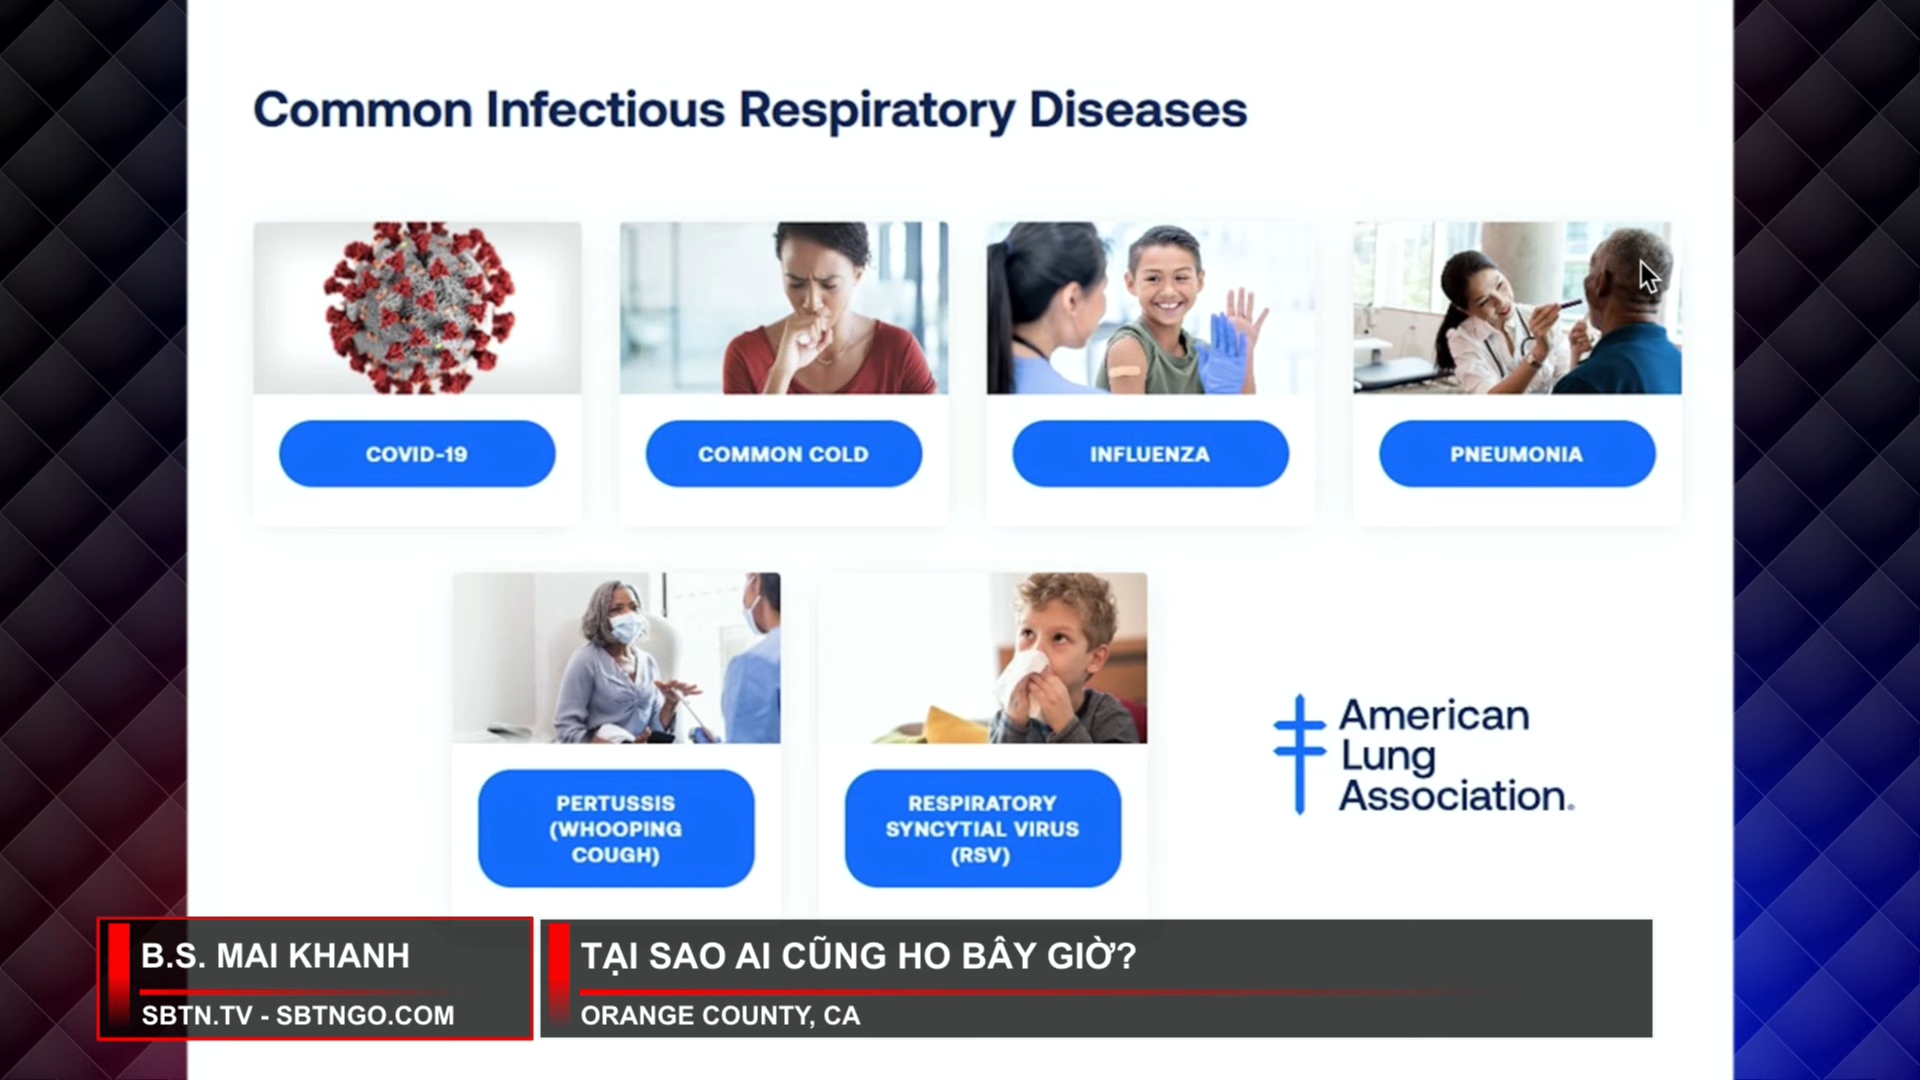 Common Infectious Respiratory Diseases
COVID-19
COMMON COLD
INFLUENZA
PNEUMONIA
PERTUSSIS
(WHOOPING
COUGH)
RESPIRATORY
SYNCYTIAL VIRUS
(RSV)
American
Lung
Association.
B.S. MAI KHANH
SBTN.TV - SBTNGO.COM
TẠI SAO AI CŨNG HO BÂY GIỜ?
ORANGE COUNTY, CA